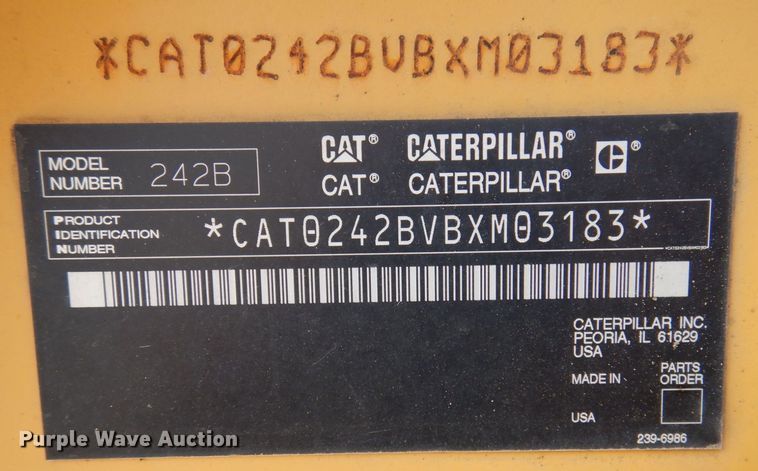 *CAT0242BVBXM03183*
CAT® CATERPILLAR® C®
MODEL NUMBER 242B
CAT® CATERPILLAR®
PRODUCT IDENTIFICATION NUMBER *CAT0242BVBXM03183*
*CAT0242BVBXM03183*
CATERPILLAR INC.
PEORIA, IL 61629
USA
MADE IN
PARTS ORDER
USA
239-6986
Purple Wave Auction